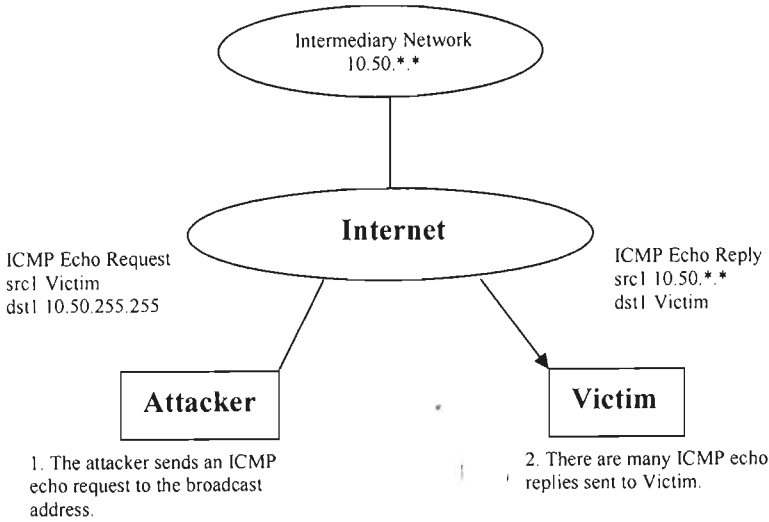 Intermediary Network
10.50.*.*
Internet
ICMP Echo Request
src1 Victim
dst1 10.50.255.255
ICMP Echo Reply
src1 10.50.*.*
dst1 Victim
Attacker
Victim
1. The attacker sends an ICMP
echo request to the broadcast
address.
2. There are many ICMP echo
replies sent to Victim.